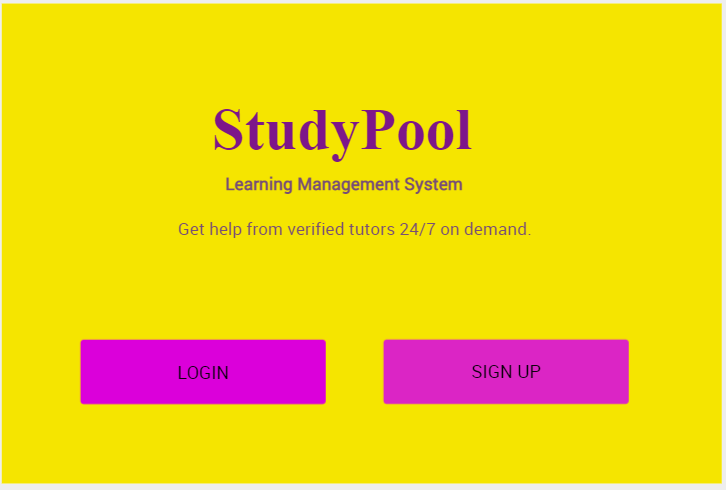 StudyPool
Learning Management System
Get help from verified tutors 24/7 on demand.
LOGIN
SIGN UP